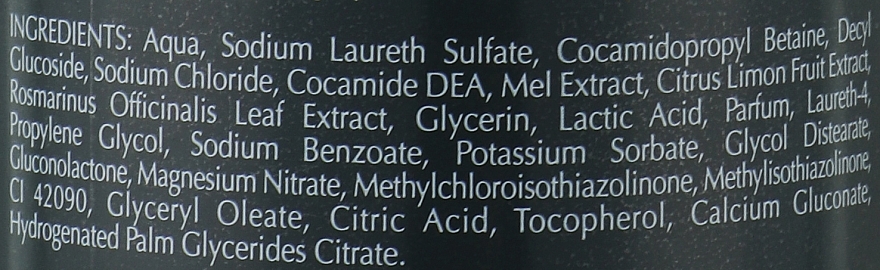 INGREDIENTS: Aqua, Sodium Laureth Sulfate, Cocamidopropyl Betaine, Decyl
Glucoside, Sodium Chloride, Cocamide DEA, Mel Extract, Citrus Limon Fruit Extract,
Rosmarinus Officinalis Leaf Extract, Glycerin, Lactic Acid, Parfum, Laureth-4,
Propylene Glycol, Sodium Benzoate, Potassium Sorbate, Glycol Distearate,
Gluconolactone, Magnesium Nitrate, Methylchloroisothiazolinone, Methylisothiazolinone,
CI 42090, Glyceryl Oleate, Citric Acid, Tocopherol, Calcium Gluconate,
Hydrogenated Palm Glycerides Citrate.